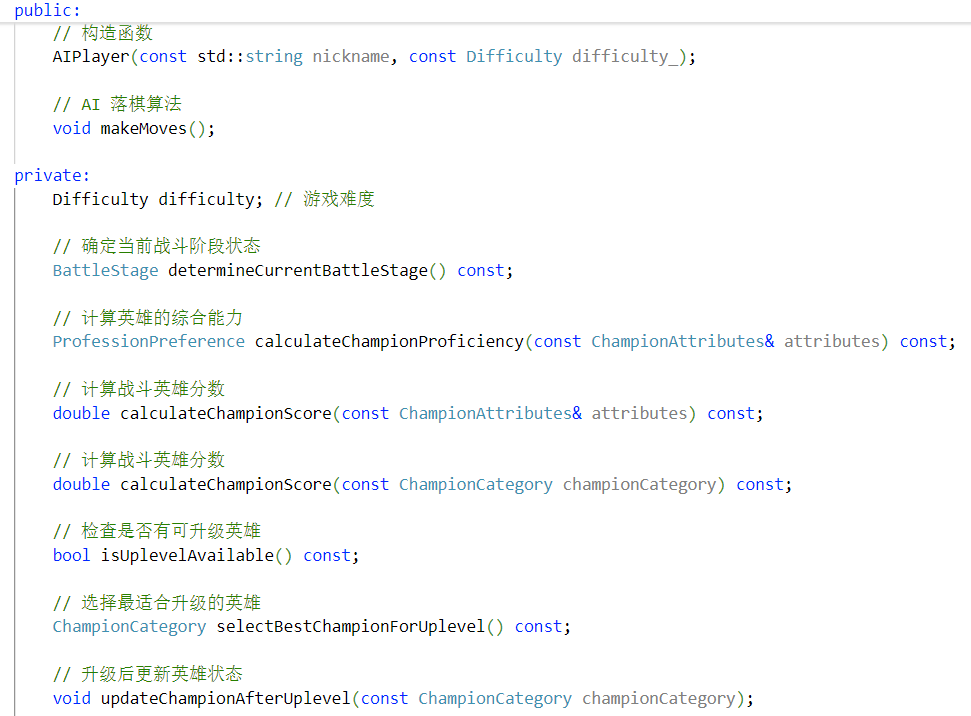 public:
// 构造函数
AIPlayer(const std::string nickname, const Difficulty difficulty_);
// AI 落棋算法
void makeMoves();
private:
Difficulty difficulty; // 游戏难度
// 确定当前战斗阶段状态
BattleStage determineCurrentBattleStage() const;
// 计算英雄的综合能力
ProfessionPreference calculateChampionProficiency(const ChampionAttributes& attributes) const;
// 计算战斗英雄分数
double calculateChampionScore(const ChampionAttributes& attributes) const;
// 计算战斗英雄分数
double calculateChampionScore(const ChampionCategory championCategory) const;
// 检查是否有可升级英雄
bool isUplevelAvailable() const;
// 选择最适合升级的英雄
ChampionCategory selectBestChampionForUplevel() const;
// 升级后更新英雄状态
void updateChampionAfterUplevel(const ChampionCategory championCategory);